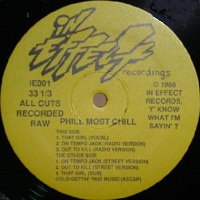 in
EFFECT
recordings
IE001
33 1/3
ALL CUTS
RECORDED
RAW
© 1988
IN EFFECT
RECORDS,
Y' KNOW
WHAT I'M
SAYIN' ?
PHILL MOST CHILL
THIS SIDE
1. THAT GIRL (VOCAL)
2. ON TEMPO JACK (RADIO VERSION)
3. OUT TO KILL (RADIO VERSION)
THE OTHER SIDE
1. ON TEMPO JACK (STREET VERSION)
2. OUT TO KILL (STREET VERSION)
3. THAT GIRL (DUB)
COLD GETTIN' PAID MUSIC (ASCAP)